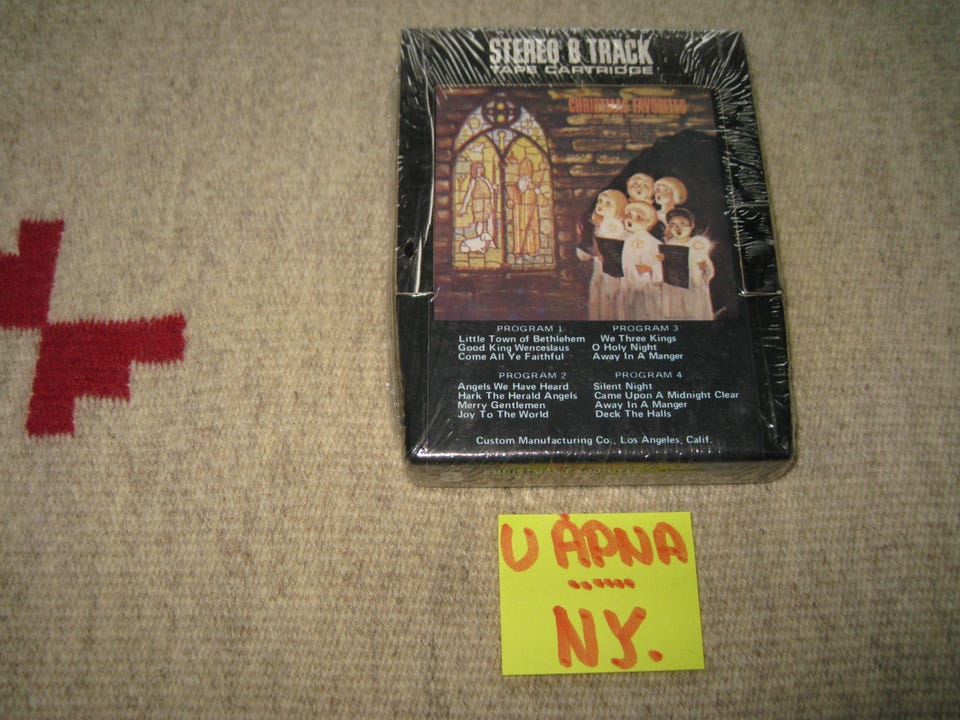 STEREO 8 TRACK
TAPE CARTRIDGE
CHRISTMAS FAVORITES
PROGRAM 1
Little Town of Bethlehem
Good King Wenceslaus
Come All Ye Faithful
PROGRAM 3
We Three Kings
O Holy Night
Away In A Manger
PROGRAM 2
Angels We Have Heard
Hark The Herald Angels
Merry Gentlemen
Joy To The World
PROGRAM 4
Silent Night
Came Upon A Midnight Clear
Away In A Manger
Deck The Halls
Custom Manufacturing Co., Los Angeles, Calif.
UÅPNA
NY.